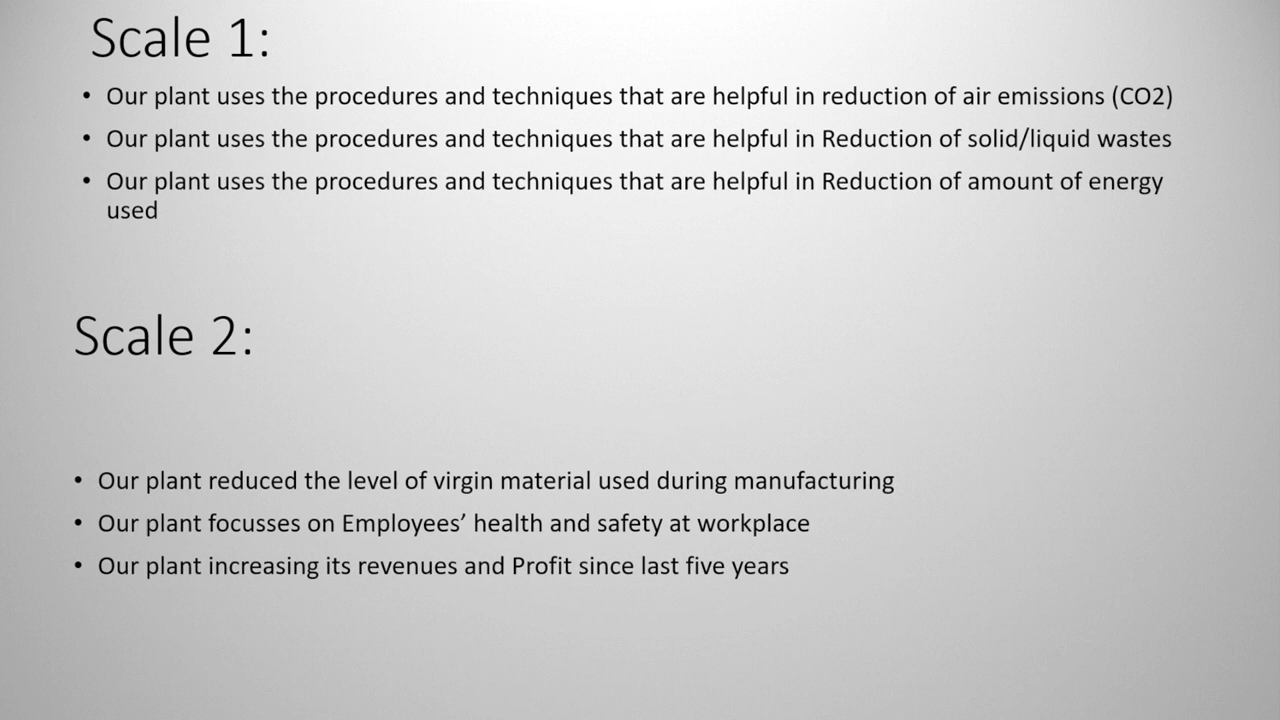 Scale 1:
• Our plant uses the procedures and techniques that are helpful in reduction of air emissions (CO2)
• Our plant uses the procedures and techniques that are helpful in Reduction of solid/liquid wastes
• Our plant uses the procedures and techniques that are helpful in Reduction of amount of energy
used
Scale 2:
• Our plant reduced the level of virgin material used during manufacturing
• Our plant focusses on Employees’ health and safety at workplace
• Our plant increasing its revenues and Profit since last five years